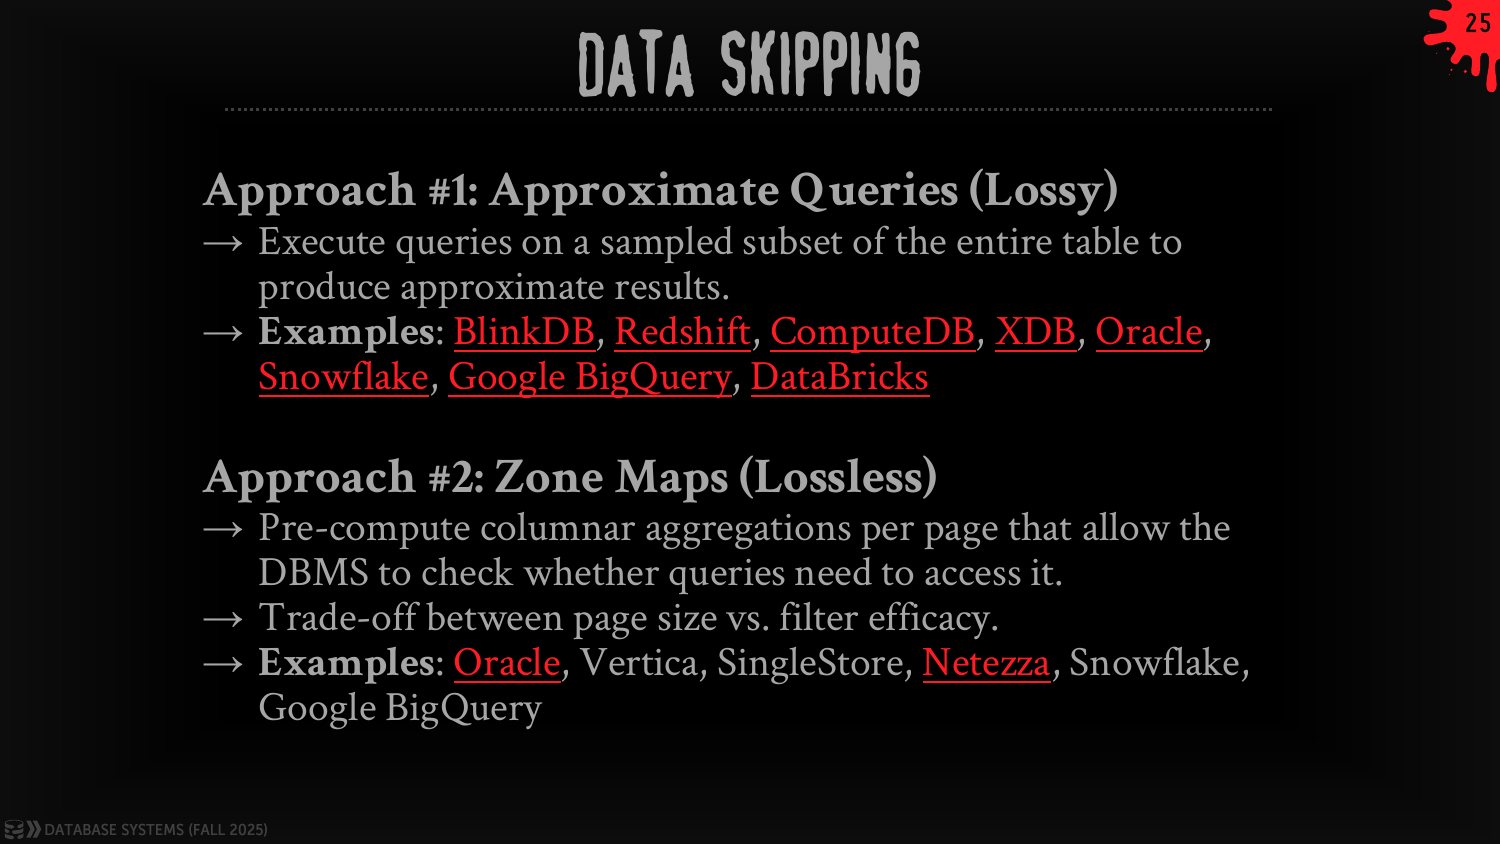 25
DATA SKIPPING
Approach #1: Approximate Queries (Lossy)
→ Execute queries on a sampled subset of the entire table to
produce approximate results.
→ Examples: BlinkDB, Redshift, ComputeDB, XDB, Oracle,
Snowflake, Google BigQuery, DataBricks
Approach #2: Zone Maps (Lossless)
→ Pre-compute columnar aggregations per page that allow the
DBMS to check whether queries need to access it.
→ Trade-off between page size vs. filter efficacy.
→ Examples: Oracle, Vertica, SingleStore, Netezza, Snowflake,
Google BigQuery
DATABASE SYSTEMS (FALL 2025)